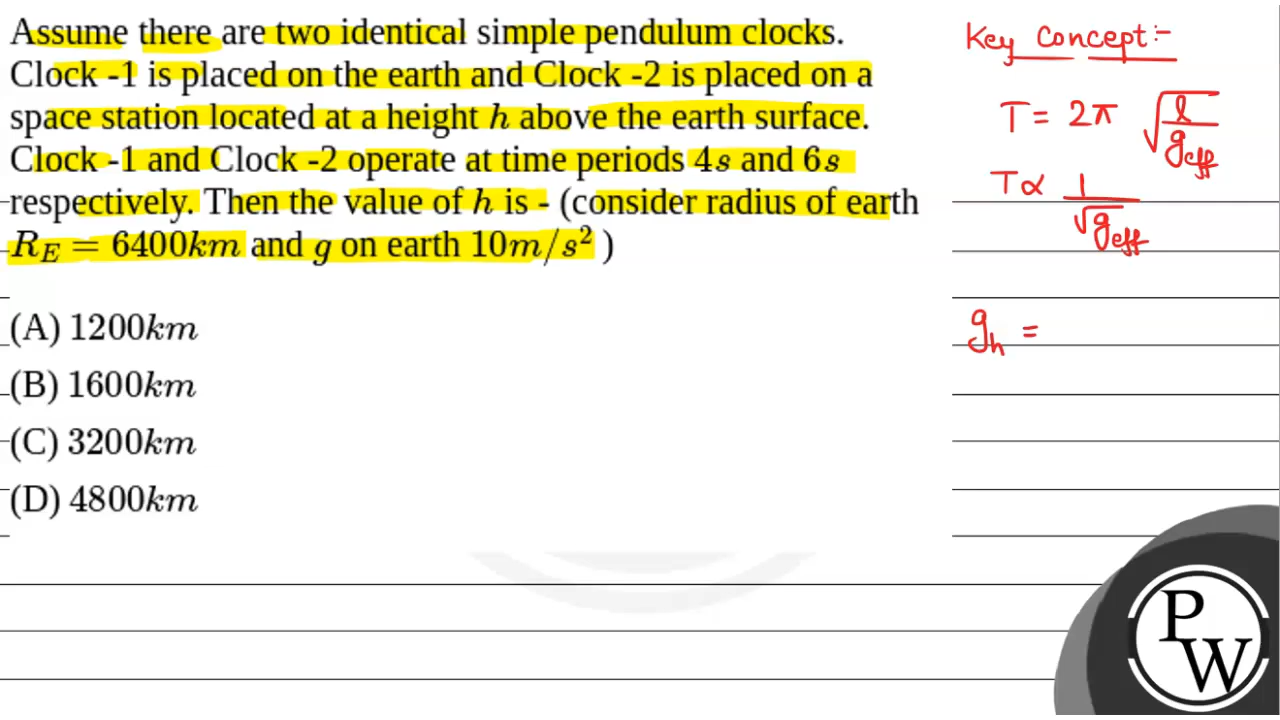 Assume there are two identical simple pendulum clocks.
Clock -1 is placed on the earth and Clock -2 is placed on a
space station located at a height h above the earth surface.
Clock -1 and Clock -2 operate at time periods 4s and 6s
respectively. Then the value of h is - (consider radius of earth
R_E = 6400km and g on earth 10m/s² )
(A) 1200km
(B) 1600km
(C) 3200km
(D) 4800km
Key Concept:-
T = 2π √(l/g_eff)
T ∝ 1/√g_eff
g_h =
P
W